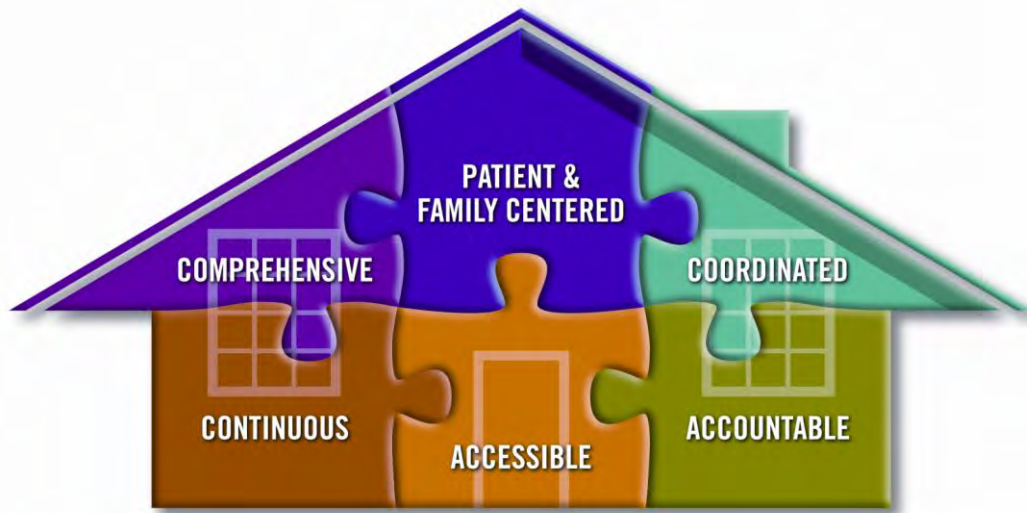 PATIENT &
FAMILY CENTERED
COMPREHENSIVE
COORDINATED
CONTINUOUS
ACCESSIBLE
ACCOUNTABLE